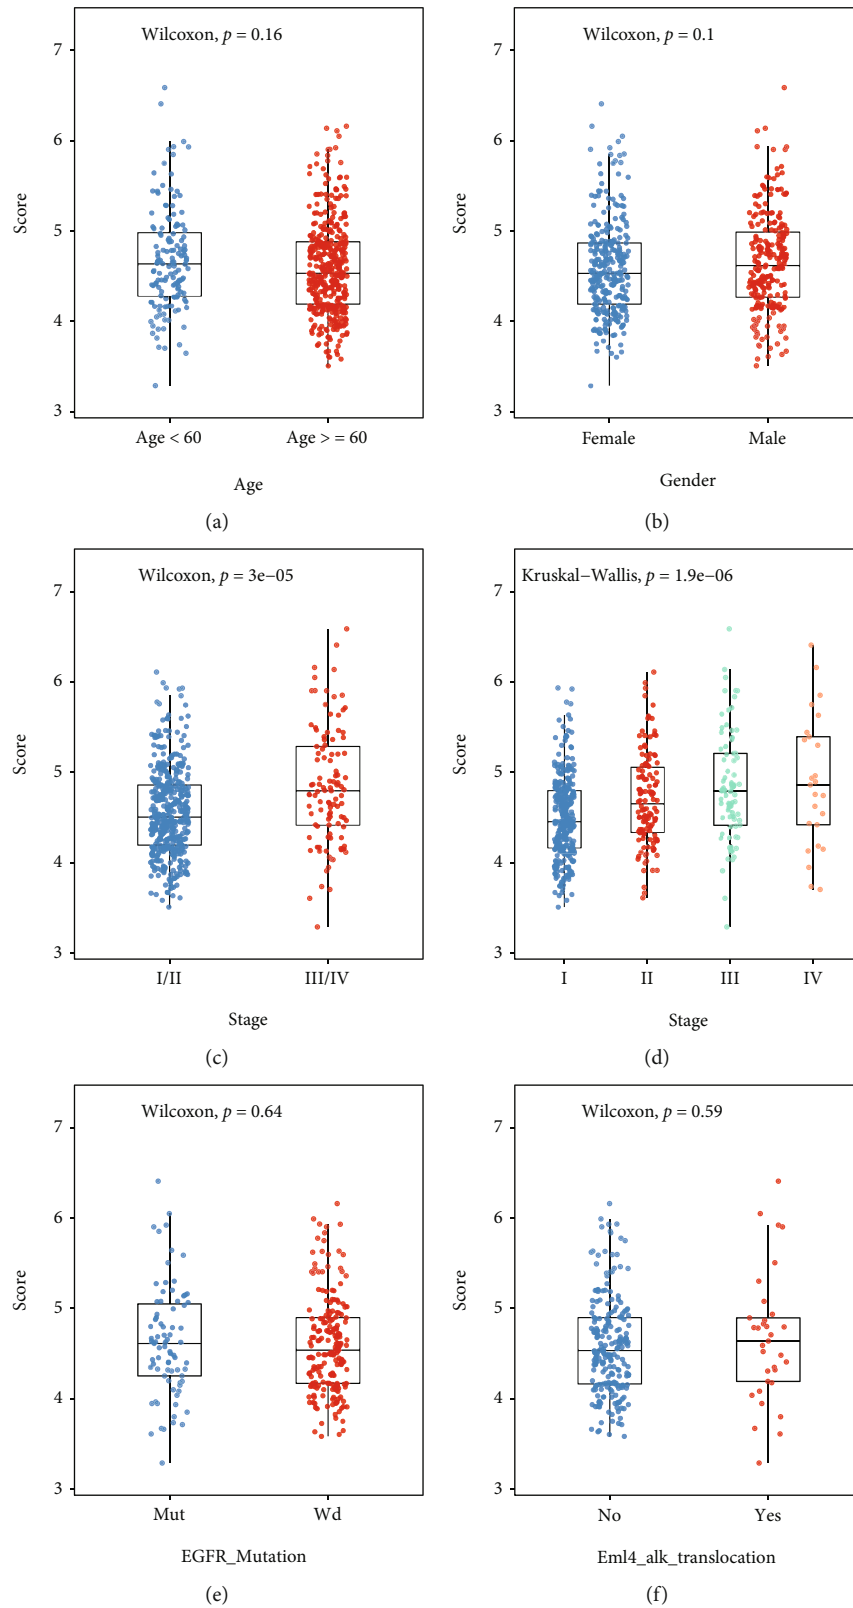 Wilcoxon, p = 0.16
7
6
5
4
3
Score
Age < 60
Age > = 60
Age
(a)
Wilcoxon, p = 0.1
7
6
5
4
3
Score
Female
Male
Gender
(b)
Wilcoxon, p = 3e−05
7
6
5
4
3
Score
I/II
III/IV
Stage
(c)
Kruskal−Wallis, p = 1.9e−06
7
6
5
4
3
Score
I
II
III
IV
Stage
(d)
Wilcoxon, p = 0.64
7
6
5
4
3
Score
Mut
Wd
EGFR_Mutation
(e)
Wilcoxon, p = 0.59
7
6
5
4
3
Score
No
Yes
Eml4_alk_translocation
(f)